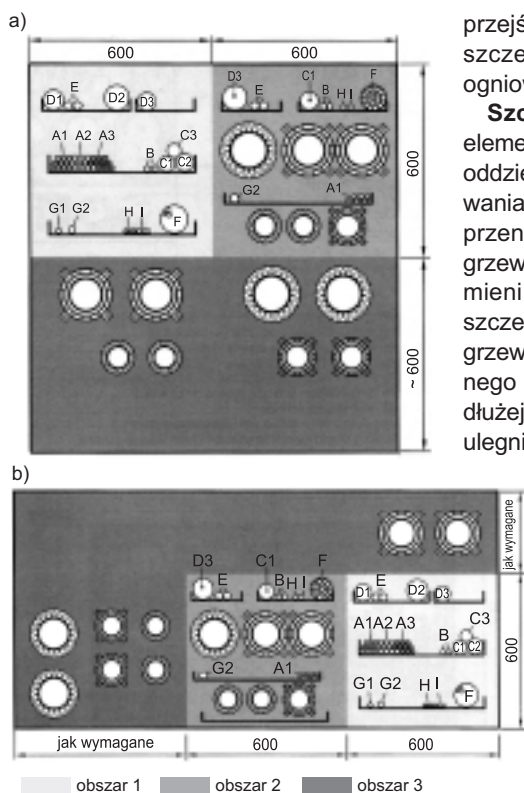 a)
600 600
D3 E C1 B H I F
D1 E D2 D3
600
A1 A2 A3 C3
B C1 C2
G2 A1
G1 G2 H I F
~ 600
b)
jak wymagane
D3 C1 F
E B H I
D1 E D2 D3
A1 A2 A3 C3
B C1 C2
600
G2 A1
G1 G2 H I F
jak wymagane 600 600
obszar 1 obszar 2 obszar 3
przejś
szcze
ogniow
Szc
eleme
oddzie
wania
przen
grzew
mieni
szcze
grzew
nego
dłużej
ulegni